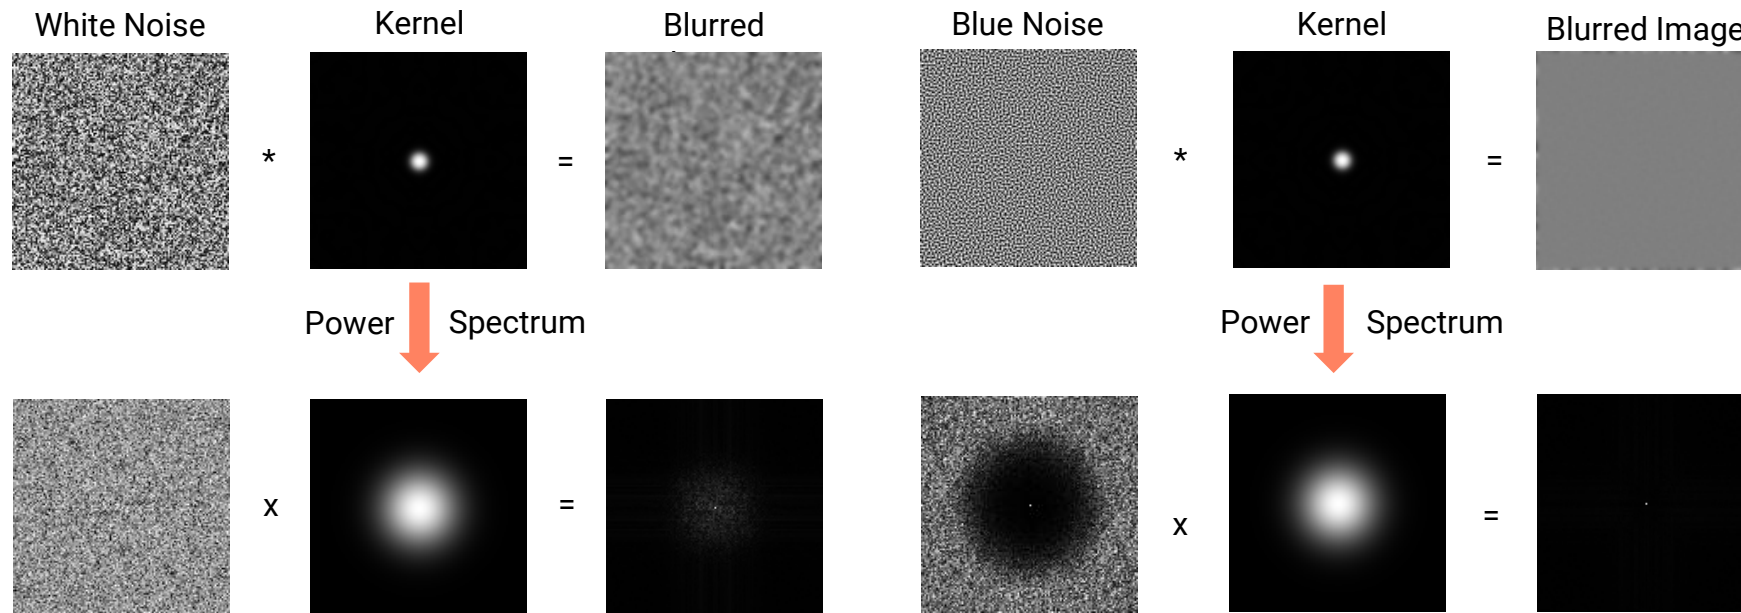 White Noise
Kernel
Blurred
Blue Noise
Kernel
Blurred Image
*
=
*
=
Power Spectrum
Power Spectrum
x
=
x
=